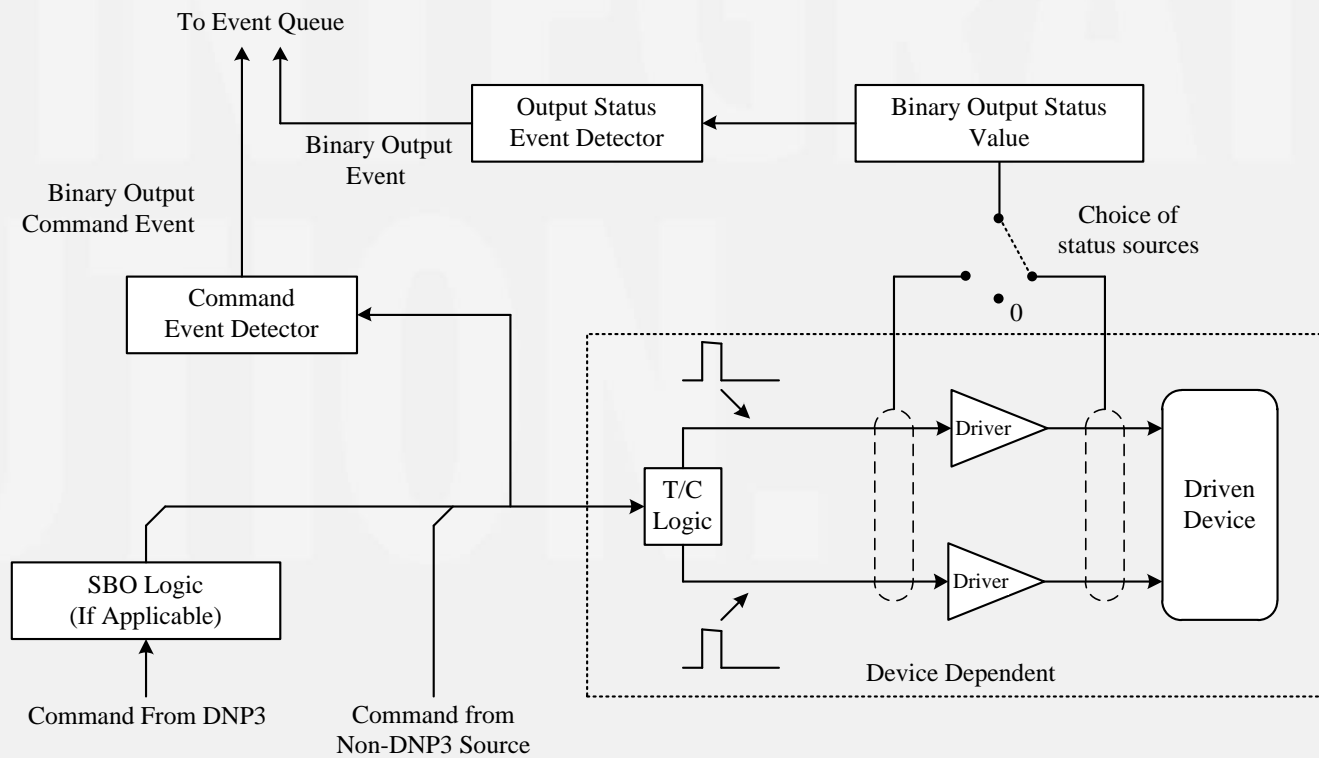 To Event Queue
Output Status
Event Detector
Binary Output Status
Value
Binary Output
Event
Binary Output
Command Event
Choice of
status sources
0
Command
Event Detector
Driver
T/C
Logic
Driven
Device
Driver
SBO Logic
(If Applicable)
Device Dependent
Command From DNP3
Command from
Non-DNP3 Source